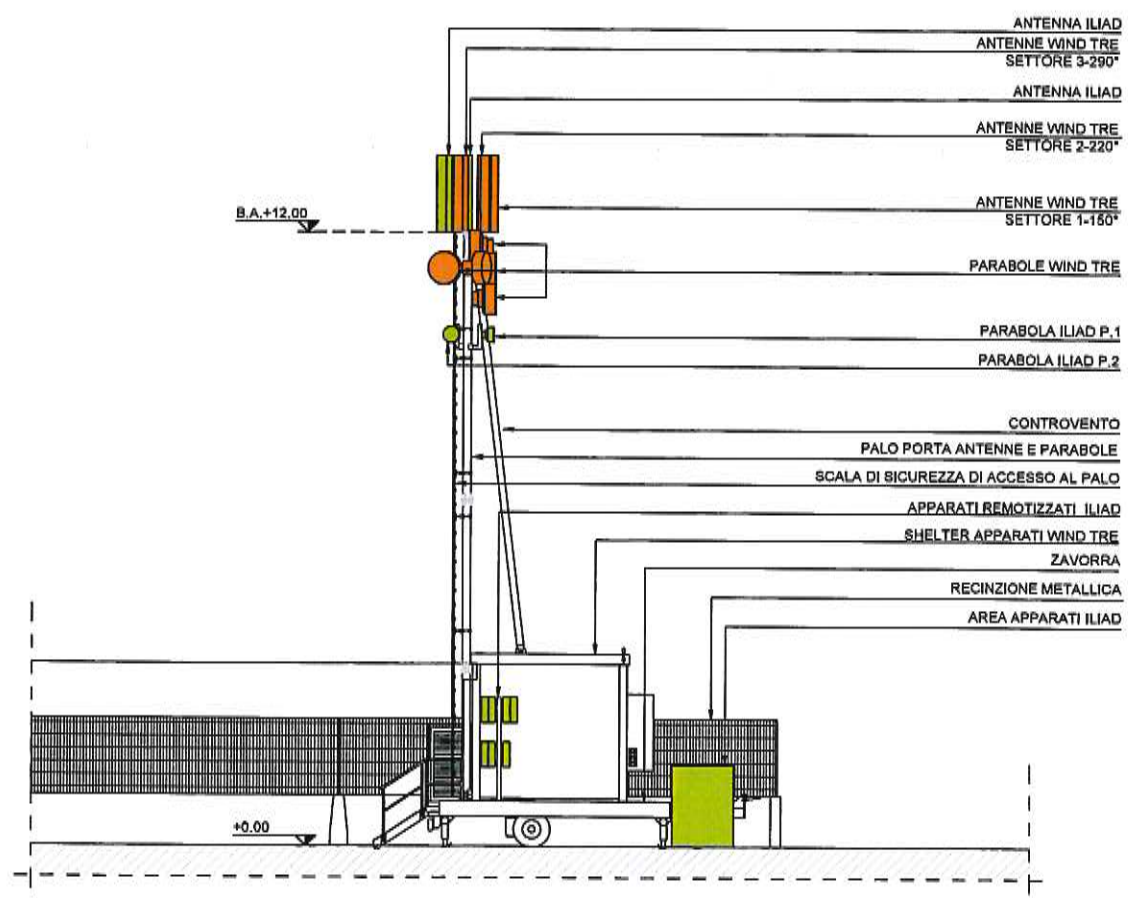 ANTENNA ILIAD
ANTENNE WIND TRE
SETTORE 3-290°
ANTENNA ILIAD
ANTENNE WIND TRE
SETTORE 2-220°
ANTENNE WIND TRE
SETTORE 1-150°
B.A.+12,00
PARABOLE WIND TRE
PARABOLA ILIAD P.1
PARABOLA ILIAD P.2
CONTROVENTO
PALO PORTA ANTENNE E PARABOLE
SCALA DI SICUREZZA DI ACCESSO AL PALO
APPARATI REMOTIZZATI ILIAD
SHELTER APPARATI WIND TRE
ZAVORRA
RECINZIONE METALLICA
AREA APPARATI ILIAD
+0.00